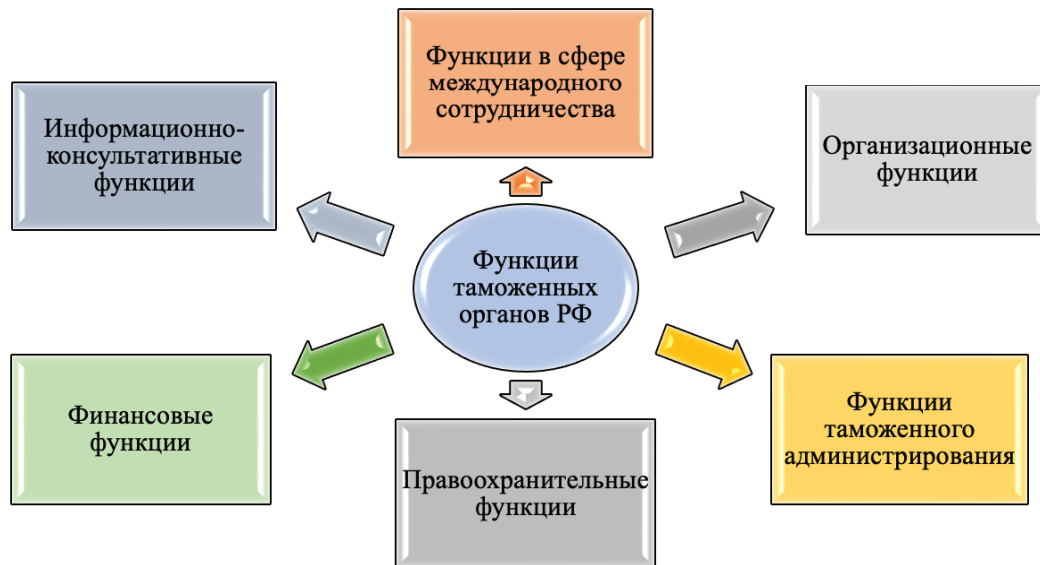 Функции в сфере
международного
сотрудничества
Информационно-
консультативные
функции
Организационные
функции
Функции
таможенных
органов РФ
Финансовые
функции
Функции
таможенного
администрирования
Правоохранительные
функции